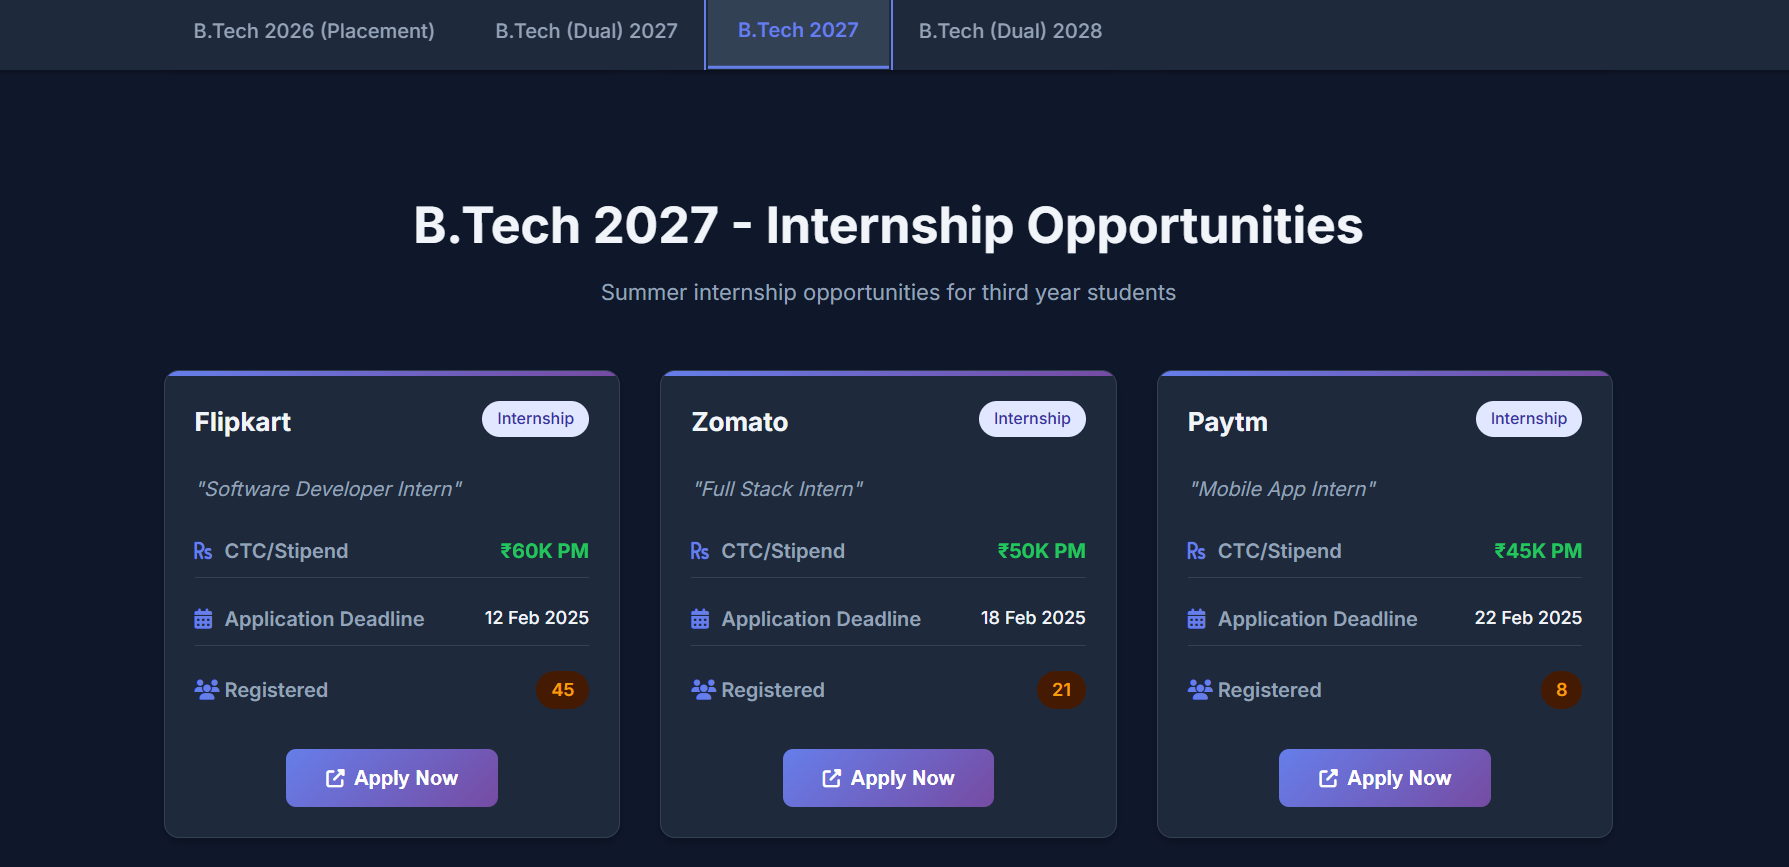 B.Tech 2026 (Placement)
B.Tech (Dual) 2027
B.Tech 2027
B.Tech (Dual) 2028
B.Tech 2027 - Internship Opportunities
Summer internship opportunities for third year students
Flipkart
Internship
"Software Developer Intern"
Rs CTC/Stipend ₹60K PM
Application Deadline 12 Feb 2025
Registered 45
Apply Now
Zomato
Internship
"Full Stack Intern"
Rs CTC/Stipend ₹50K PM
Application Deadline 18 Feb 2025
Registered 21
Apply Now
Paytm
Internship
"Mobile App Intern"
Rs CTC/Stipend ₹45K PM
Application Deadline 22 Feb 2025
Registered 8
Apply Now